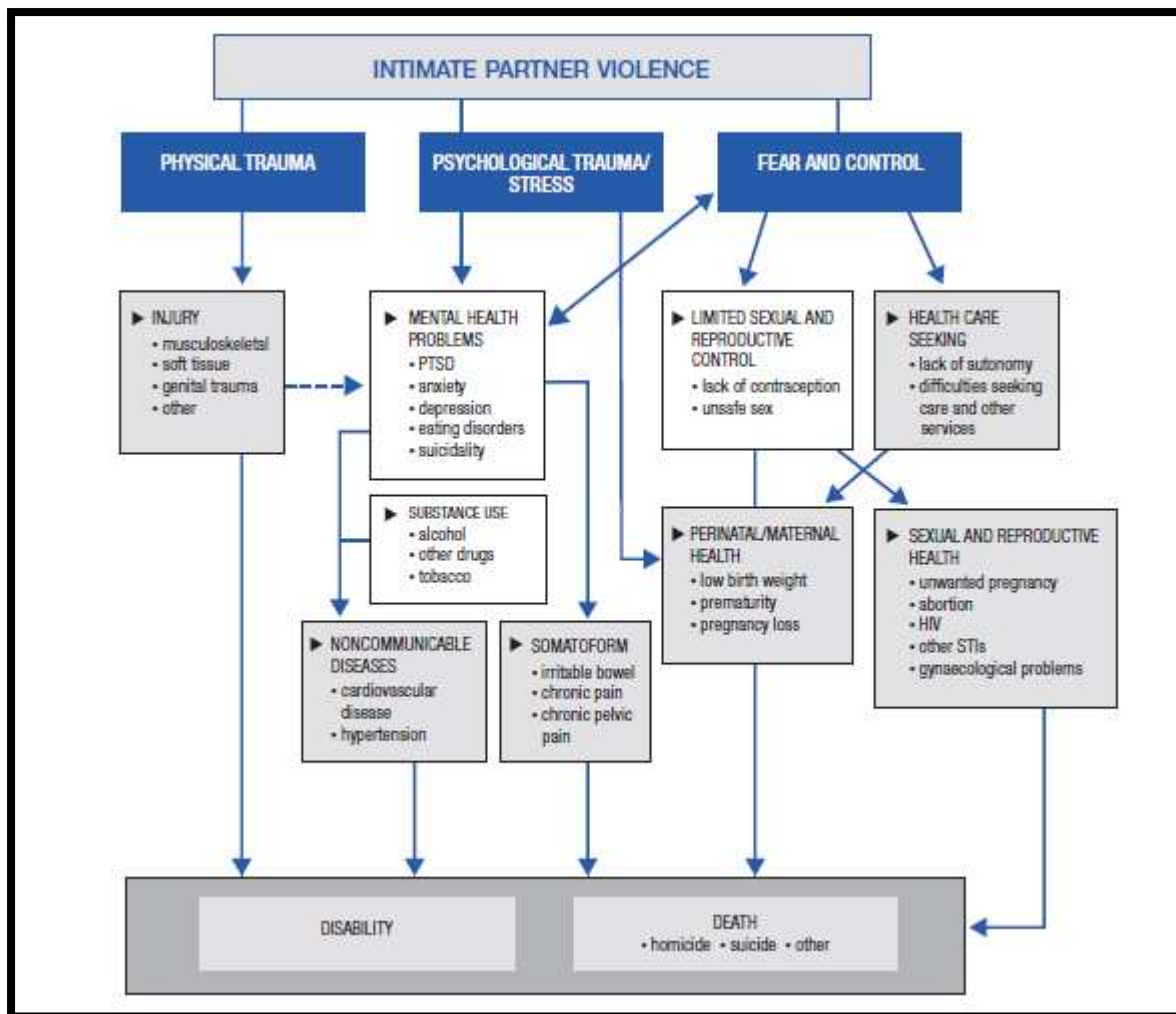 INTIMATE PARTNER VIOLENCE
PHYSICAL TRAUMA
PSYCHOLOGICAL TRAUMA/
STRESS
FEAR AND CONTROL
▶ INJURY
• musculoskeletal
• soft tissue
• genital trauma
• other
▶ MENTAL HEALTH
PROBLEMS
• PTSD
• anxiety
• depression
• eating disorders
• suicidality
▶ LIMITED SEXUAL AND
REPRODUCTIVE
CONTROL
• lack of contraception
• unsafe sex
▶ HEALTH CARE
SEEKING
• lack of autonomy
• difficulties seeking
care and other
services
▶ SUBSTANCE USE
• alcohol
• other drugs
• tobacco
▶ PERINATAL/MATERNAL
HEALTH
• low birth weight
• prematurity
• pregnancy loss
▶ SEXUAL AND REPRODUCTIVE
HEALTH
• unwanted pregnancy
• abortion
• HIV
• other STIs
• gynaecological problems
▶ NONCOMMUNICABLE
DISEASES
• cardiovascular
disease
• hypertension
▶ SOMATOFORM
• irritable bowel
• chronic pain
• chronic pelvic
pain
DISABILITY
DEATH
• homicide • suicide • other